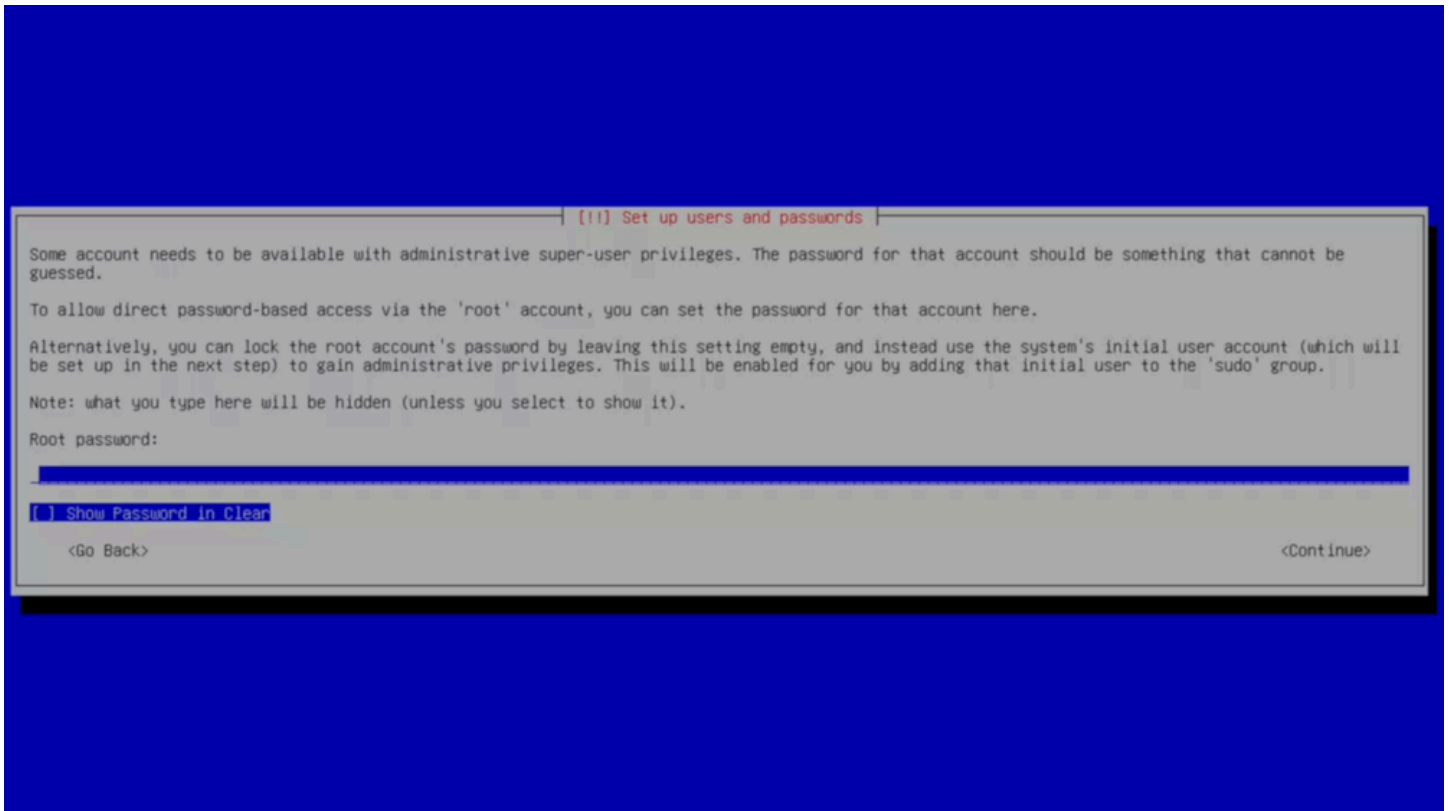 [!!] Set up users and passwords
Some account needs to be available with administrative super-user privileges. The password for that account should be something that cannot be
guessed.
To allow direct password-based access via the 'root' account, you can set the password for that account here.
Alternatively, you can lock the root account's password by leaving this setting empty, and instead use the system's initial user account (which will
be set up in the next step) to gain administrative privileges. This will be enabled for you by adding that initial user to the 'sudo' group.
Note: what you type here will be hidden (unless you select to show it).
Root password:
[ ] Show Password in Clear
<Go Back> <Continue>